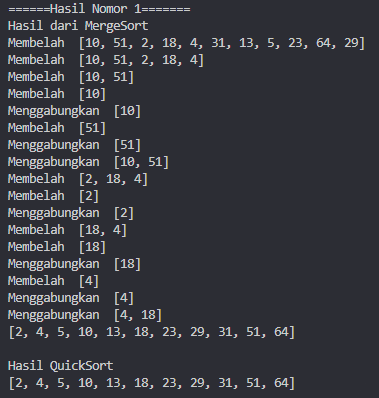 ======Hasil Nomor 1=======
Hasil dari MergeSort
Membelah  [10, 51, 2, 18, 4, 31, 13, 5, 23, 64, 29]
Membelah  [10, 51, 2, 18, 4]
Membelah  [10, 51]
Membelah  [10]
Menggabungkan  [10]
Membelah  [51]
Menggabungkan  [51]
Menggabungkan  [10, 51]
Membelah  [2, 18, 4]
Membelah  [2]
Menggabungkan  [2]
Membelah  [18, 4]
Membelah  [18]
Menggabungkan  [18]
Membelah  [4]
Menggabungkan  [4]
Menggabungkan  [4, 18]
[2, 4, 5, 10, 13, 18, 23, 29, 31, 51, 64]
Hasil QuickSort
[2, 4, 5, 10, 13, 18, 23, 29, 31, 51, 64]